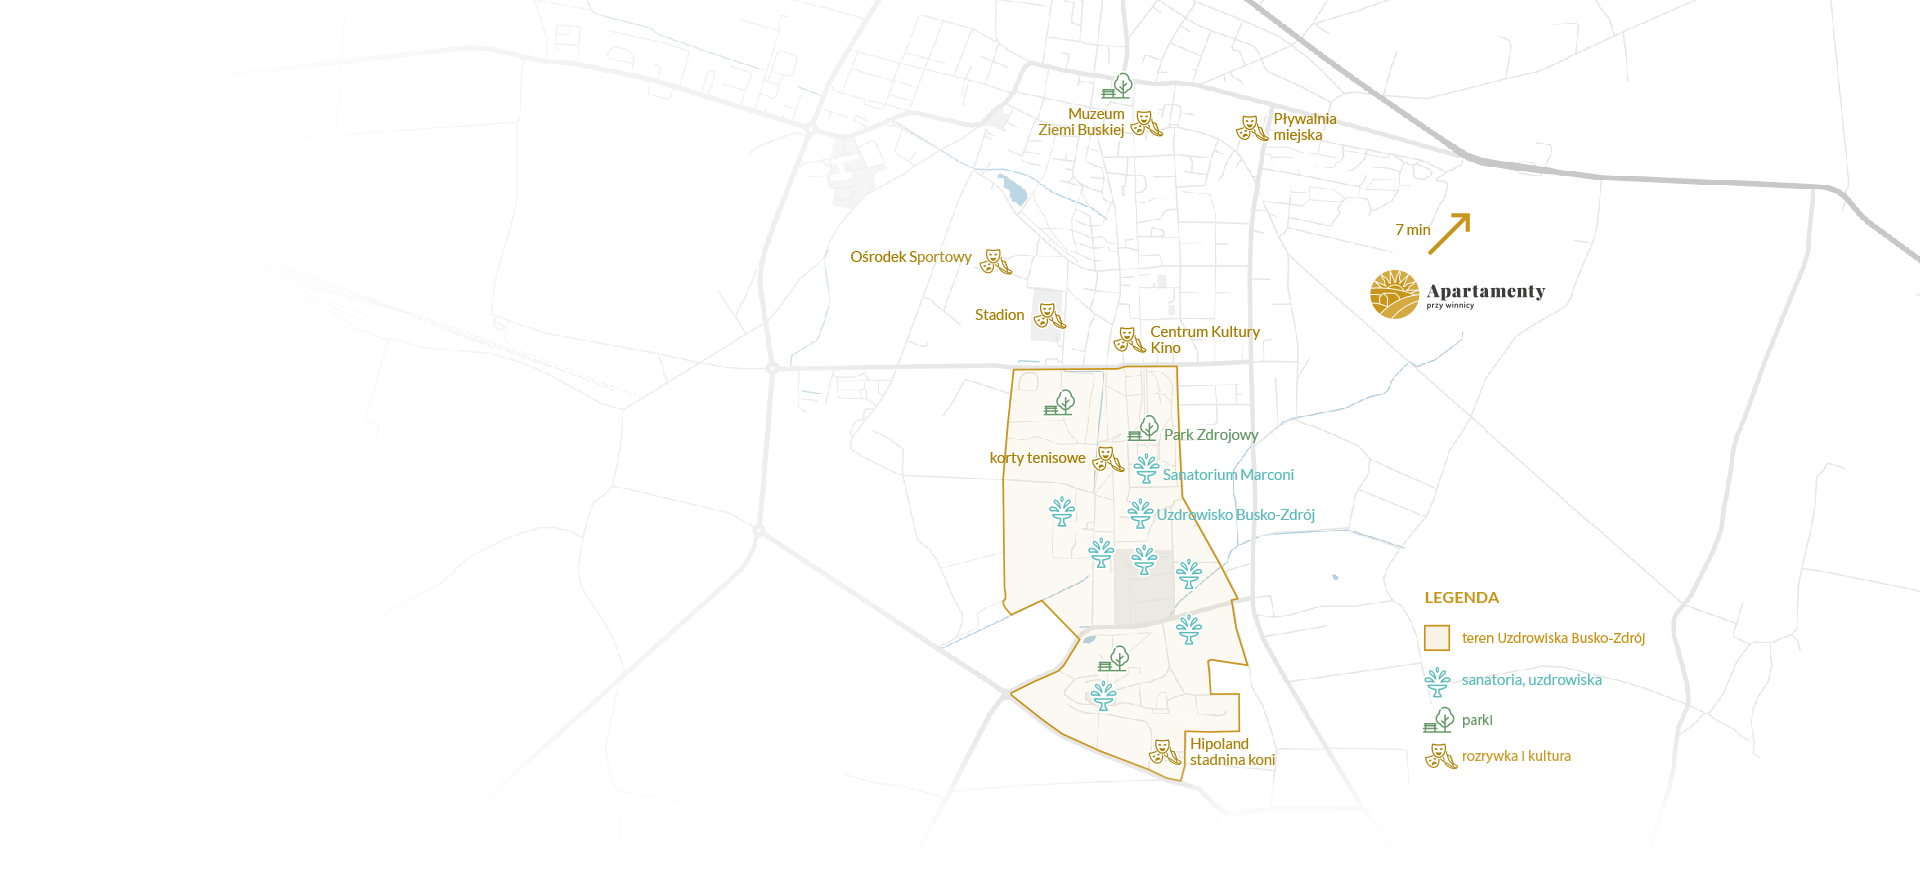 Muzeum
Ziemi Buskiej
Pływalnia
miejska
7 min
Ośrodek Sportowy
Apartamenty
przy winnicy
Stadion
Centrum Kultury
Kino
Park Zdrojowy
korty tenisowe
Sanatorium Marconi
Uzdrowisko Busko-Zdrój
LEGENDA
teren Uzdrowiska Busko-Zdrój
sanatoria, uzdrowiska
parki
rozrywka i kultura
Hipoland
stadnina koni